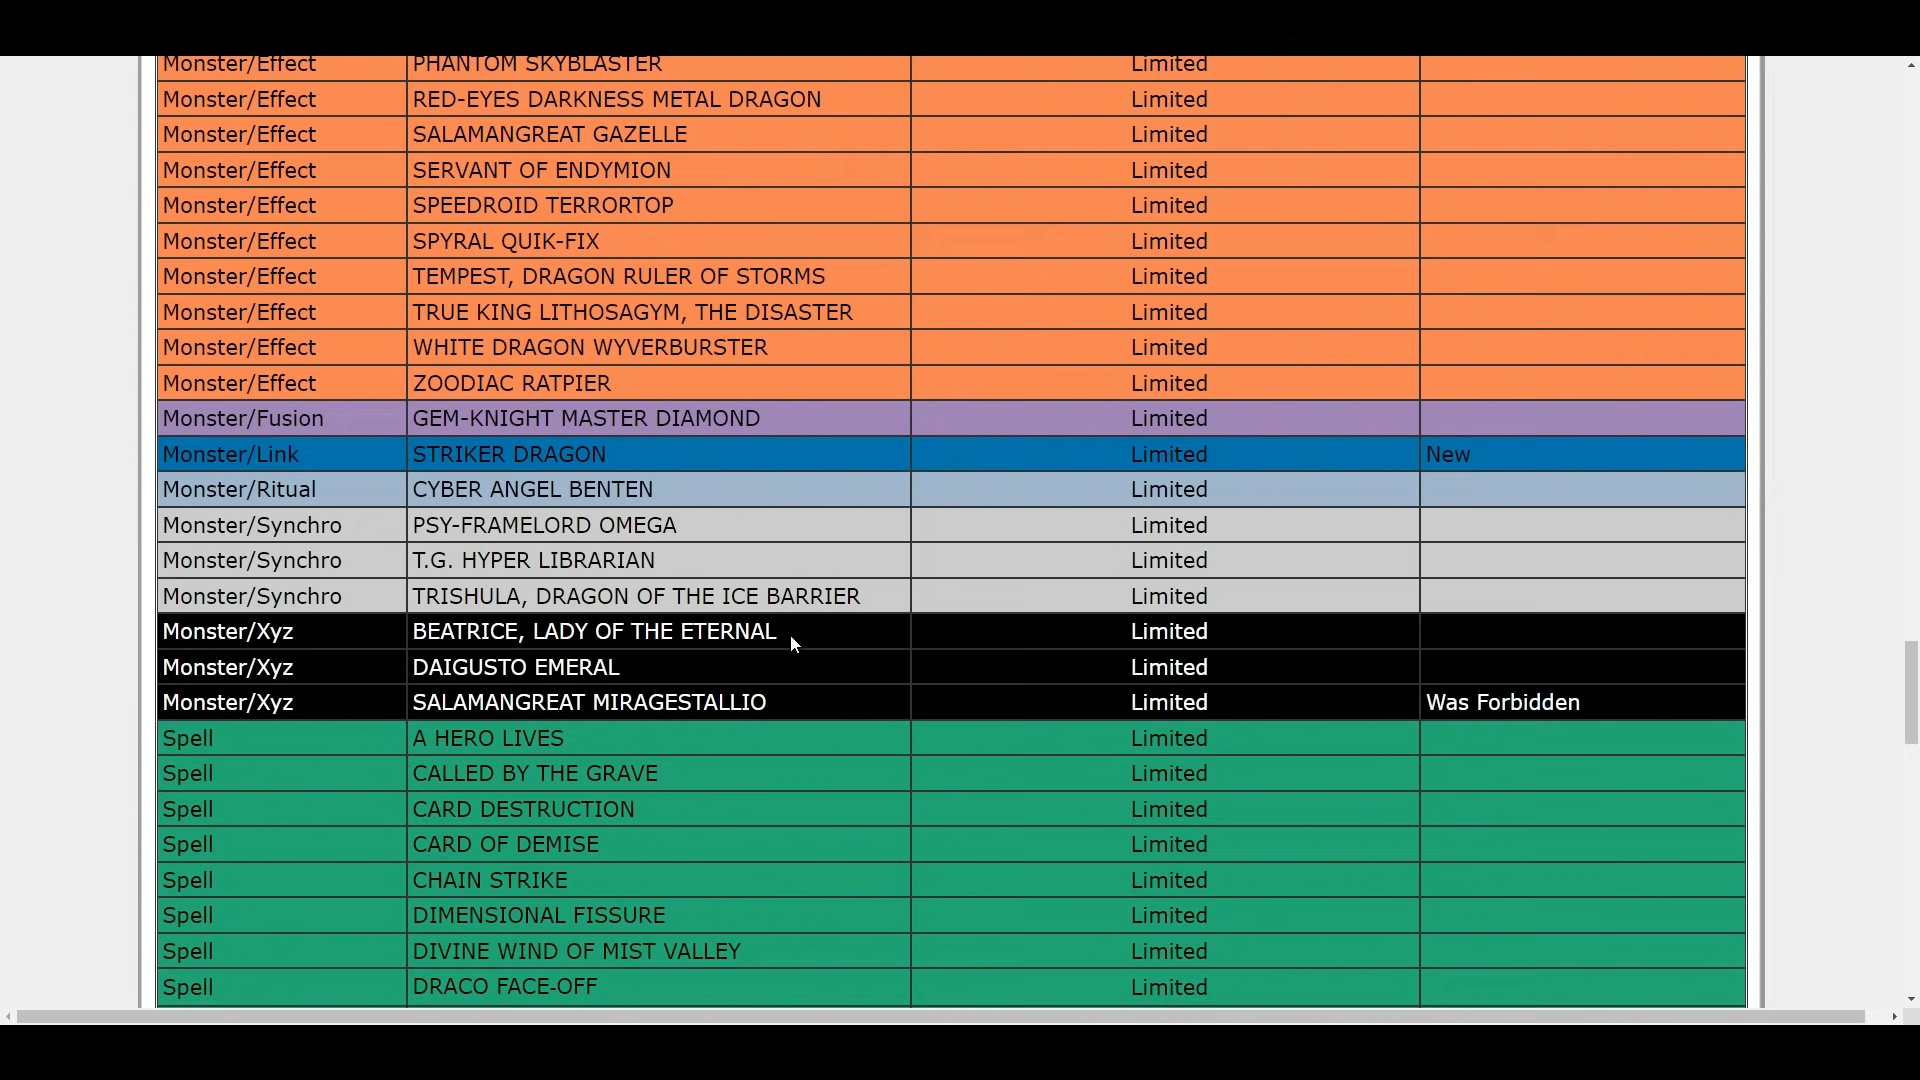 Monster/Effect PHANTOM SKYBLASTER Limited
Monster/Effect RED-EYES DARKNESS METAL DRAGON Limited
Monster/Effect SALAMANGREAT GAZELLE Limited
Monster/Effect SERVANT OF ENDYMION Limited
Monster/Effect SPEEDROID TERRORTOP Limited
Monster/Effect SPYRAL QUIK-FIX Limited
Monster/Effect TEMPEST, DRAGON RULER OF STORMS Limited
Monster/Effect TRUE KING LITHOSAGYM, THE DISASTER Limited
Monster/Effect WHITE DRAGON WYVERBURSTER Limited
Monster/Effect ZOODIAC RATPIER Limited
Monster/Fusion GEM-KNIGHT MASTER DIAMOND Limited
Monster/Link STRIKER DRAGON Limited New
Monster/Ritual CYBER ANGEL BENTEN Limited
Monster/Synchro PSY-FRAMELORD OMEGA Limited
Monster/Synchro T.G. HYPER LIBRARIAN Limited
Monster/Synchro TRISHULA, DRAGON OF THE ICE BARRIER Limited
Monster/Xyz BEATRICE, LADY OF THE ETERNAL Limited
Monster/Xyz DAIGUSTO EMERAL Limited
Monster/Xyz SALAMANGREAT MIRAGESTALLIO Limited Was Forbidden
Spell A HERO LIVES Limited
Spell CALLED BY THE GRAVE Limited
Spell CARD DESTRUCTION Limited
Spell CARD OF DEMISE Limited
Spell CHAIN STRIKE Limited
Spell DIMENSIONAL FISSURE Limited
Spell DIVINE WIND OF MIST VALLEY Limited
Spell DRACO FACE-OFF Limited